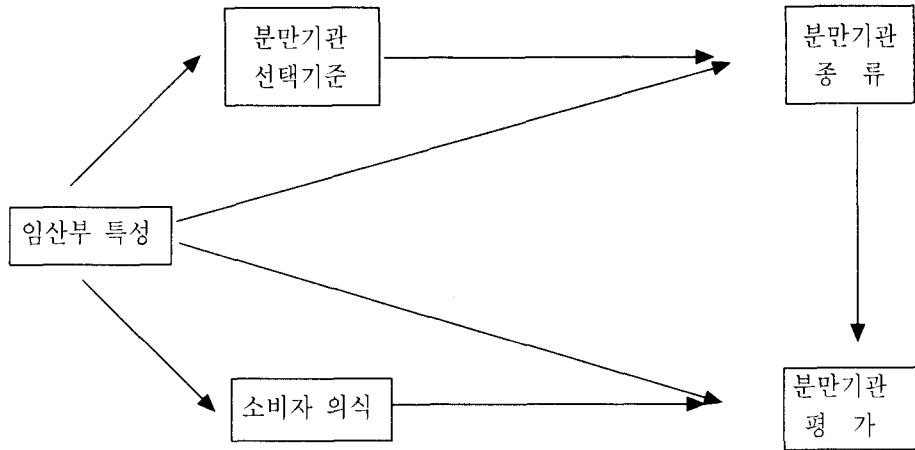 분만기관
선택기준
분만기관
종 류
임산부 특성
소비자 의식
분만기관
평 가